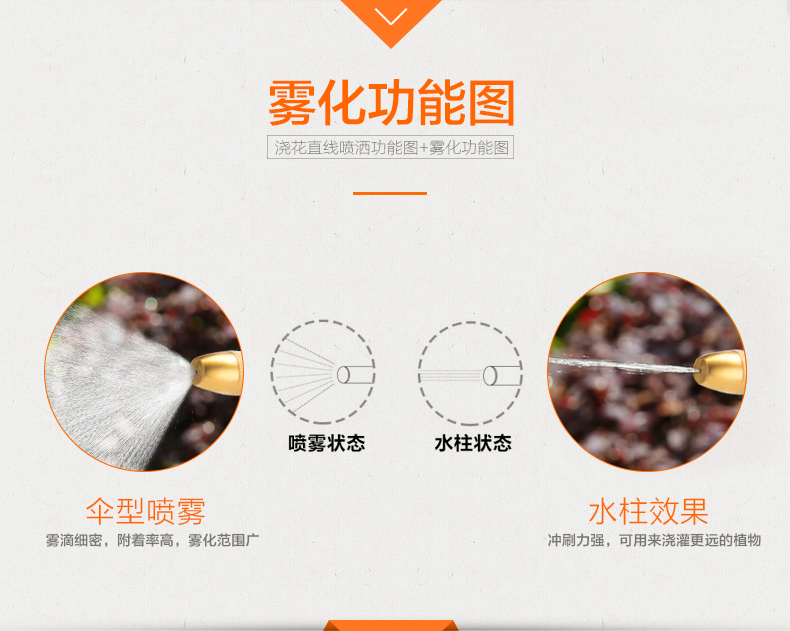 雾化功能图
浇花直线喷洒功能图+雾化功能图
喷雾状态
水柱状态
伞型喷雾
雾滴细密，附着率高，雾化范围广
水柱效果
冲刷力强，可用来浇灌更远的植物